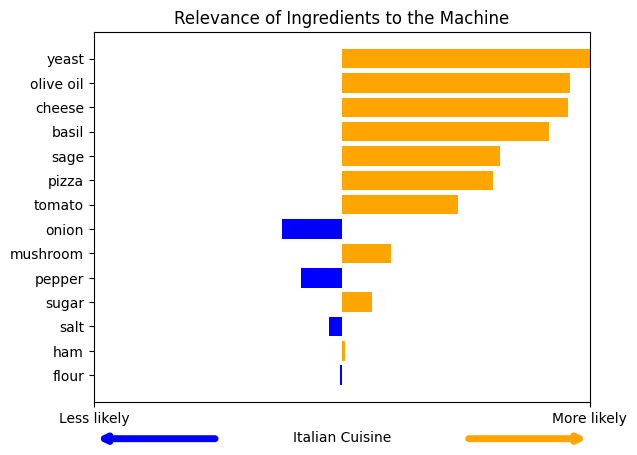 Relevance of Ingredients to the Machine
yeast
olive oil
cheese
basil
sage
pizza
tomato
onion
mushroom
pepper
sugar
salt
ham
flour
Less likely More likely
Italian Cuisine